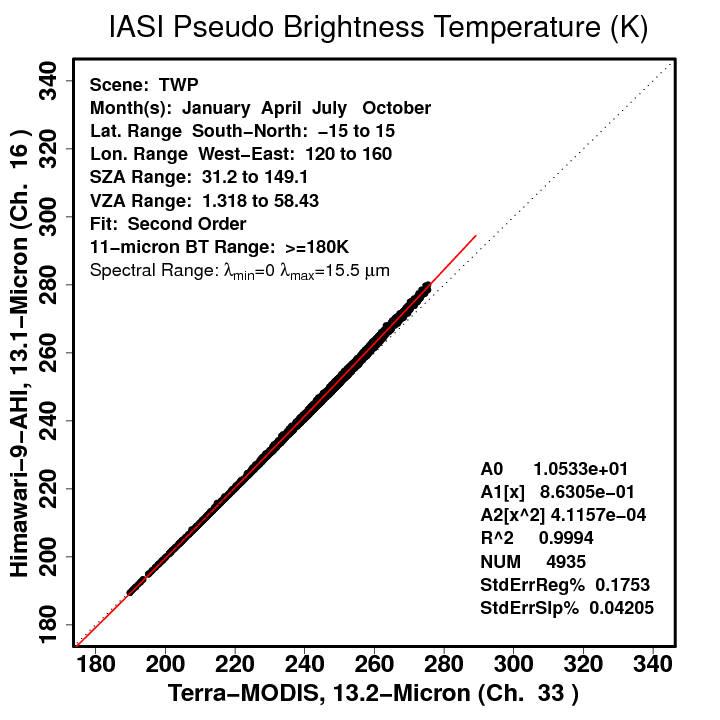 IASI Pseudo Brightness Temperature (K)
Scene: TWP
Month(s): January April July October
Lat. Range South−North: −15 to 15
Lon. Range West−East: 120 to 160
SZA Range: 31.2 to 149.1
VZA Range: 1.318 to 58.43
Fit: Second Order
11−micron BT Range: >=180K
Spectral Range: λmin=0 λmax=15.5 μm
Himawari−9−AHI, 13.1−Micron (Ch. 16 )
340
320
300
280
260
240
220
200
180
A0 1.0533e+01
A1[x] 8.6305e−01
A2[x^2] 4.1157e−04
R^2 0.9994
NUM 4935
StdErrReg% 0.1753
StdErrSlp% 0.04205
180 200 220 240 260 280 300 320 340
Terra−MODIS, 13.2−Micron (Ch. 33 )